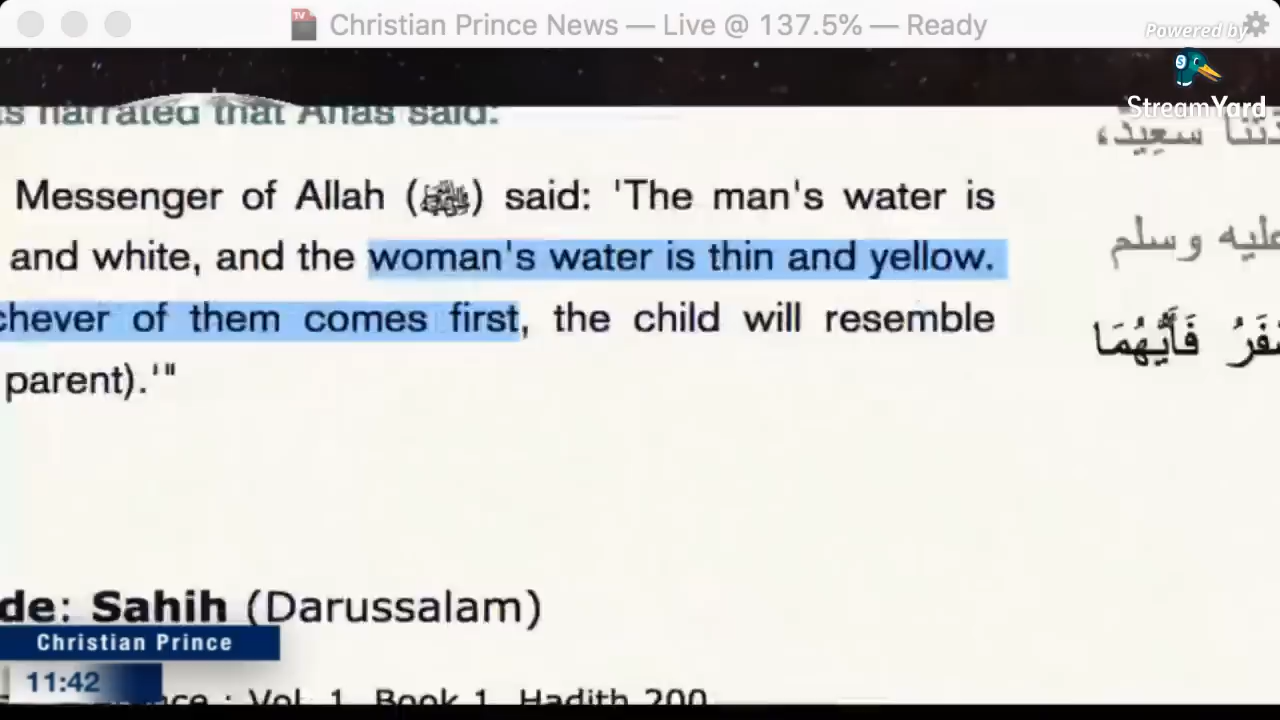 Christian Prince News — Live @ 137.5% — Ready
Powered by
StreamYard
s narrated that Anas said:
Messenger of Allah (ﷺ) said: 'The man's water is
and white, and the woman's water is thin and yellow.
chever of them comes first, the child will resemble
parent).'"
سَعِيدٌ،
عليه وسلم
فَأَيُّهُمَا
de: Sahih (Darussalam)
Christian Prince
11:42
nce : Vol. 1, Book 1, Hadith 200